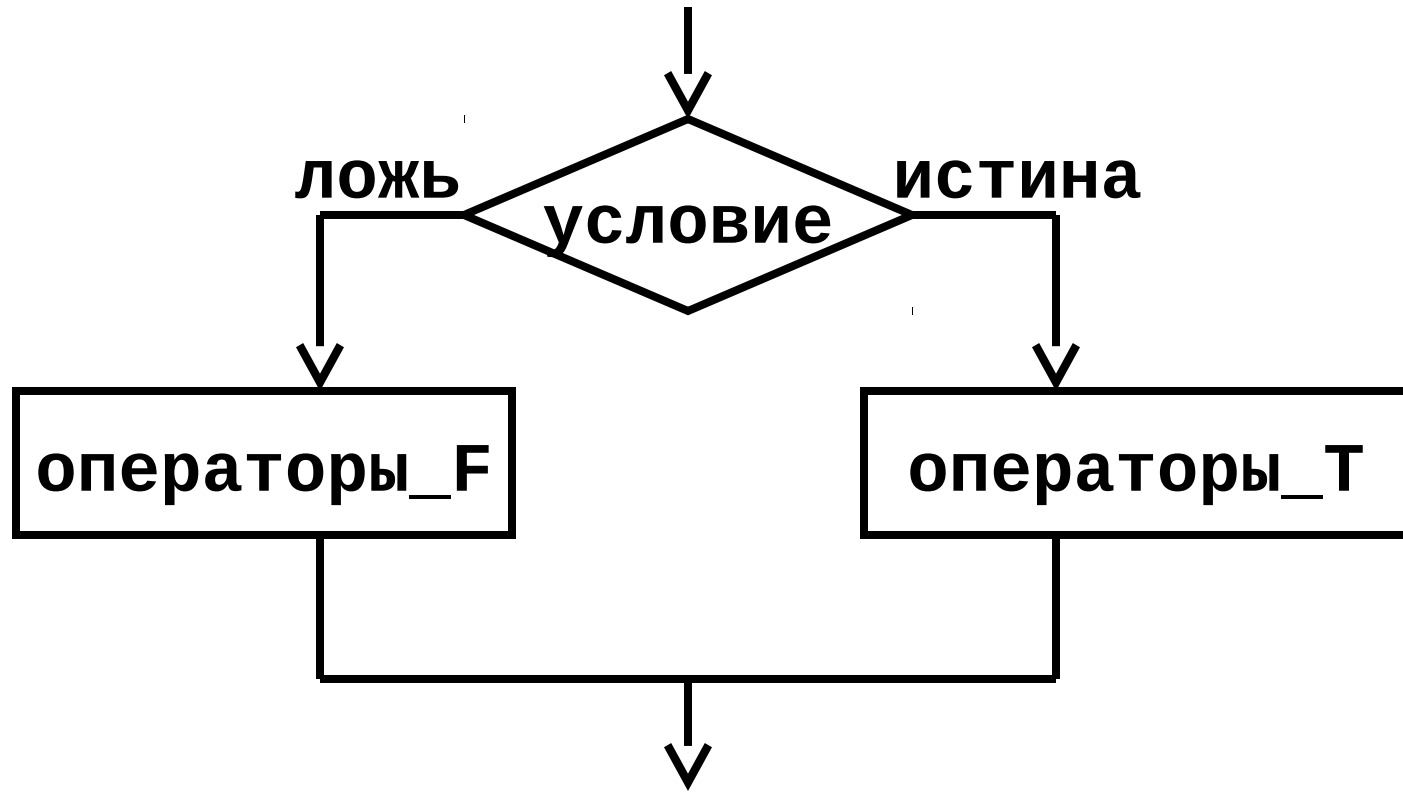 ложь
истина
условие
операторы_F
операторы_T